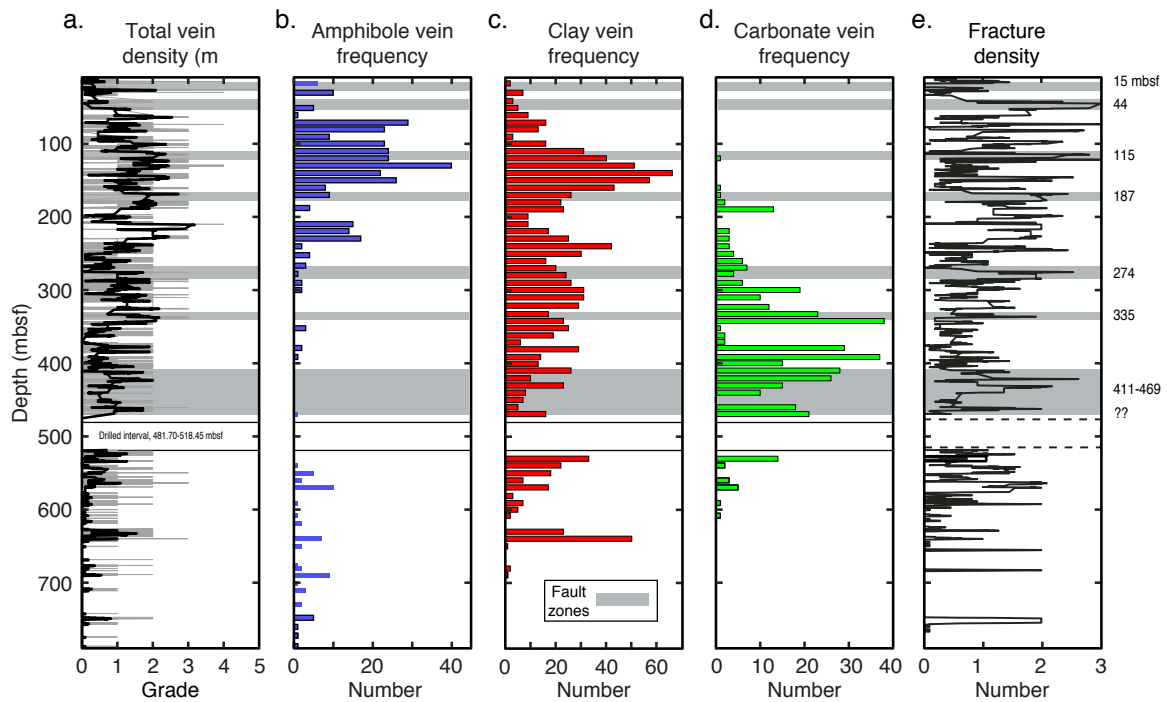 a.
Total vein
density (m
b.
Amphibole vein
frequency
c.
Clay vein
frequency
d.
Carbonate vein
frequency
e.
Fracture
density
Depth (mbsf)
100
200
300
400
500
600
700
Drilled interval, 481.70-518.45 mbsf
15 mbsf
44
115
187
274
335
411-469
??
Fault
zones
0 1 2 3 4 5
Grade
0 20 40
Number
0 20 40 60
Number
0 10 20 30 40
Number
0 1 2 3
Number